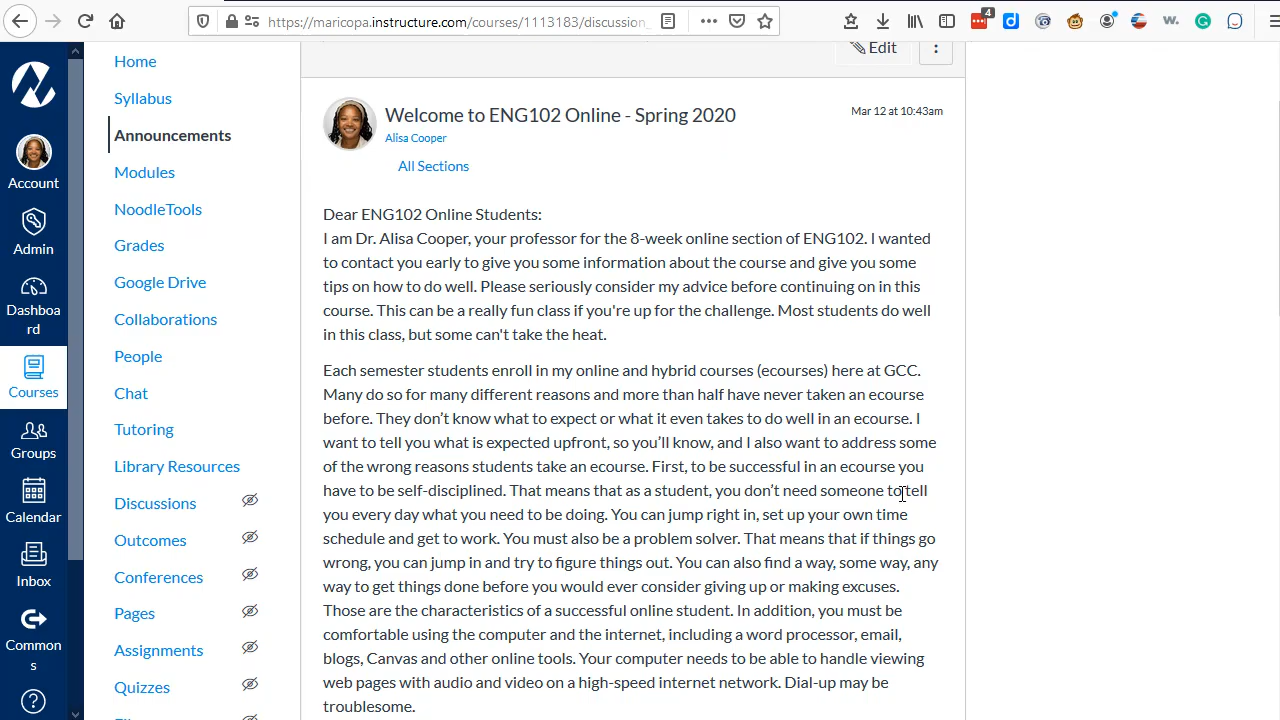 https://maricopa.instructure.com/courses/1113183/discussion_
4
w.
Edit
Home
Syllabus
Announcements
Modules
NoodleTools
Grades
Google Drive
Collaborations
People
Chat
Tutoring
Library Resources
Discussions
Outcomes
Conferences
Pages
Assignments
Quizzes
Account
Admin
Dashboa
rd
Courses
Groups
Calendar
Inbox
Common
s
Welcome to ENG102 Online - Spring 2020
Mar 12 at 10:43am
Alisa Cooper
All Sections
Dear ENG102 Online Students:
I am Dr. Alisa Cooper, your professor for the 8-week online section of ENG102. I wanted
to contact you early to give you some information about the course and give you some
tips on how to do well. Please seriously consider my advice before continuing on in this
course. This can be a really fun class if you're up for the challenge. Most students do well
in this class, but some can't take the heat.
Each semester students enroll in my online and hybrid courses (ecourses) here at GCC.
Many do so for many different reasons and more than half have never taken an ecourse
before. They don’t know what to expect or what it even takes to do well in an ecourse. I
want to tell you what is expected upfront, so you’ll know, and I also want to address some
of the wrong reasons students take an ecourse. First, to be successful in an ecourse you
have to be self-disciplined. That means that as a student, you don’t need someone to tell
you every day what you need to be doing. You can jump right in, set up your own time
schedule and get to work. You must also be a problem solver. That means that if things go
wrong, you can jump in and try to figure things out. You can also find a way, some way, any
way to get things done before you would ever consider giving up or making excuses.
Those are the characteristics of a successful online student. In addition, you must be
comfortable using the computer and the internet, including a word processor, email,
blogs, Canvas and other online tools. Your computer needs to be able to handle viewing
web pages with audio and video on a high-speed internet network. Dial-up may be
troublesome.